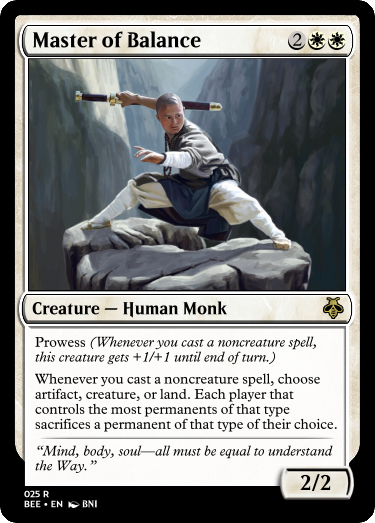 Master of Balance 2
Creature — Human Monk
Prowess (Whenever you cast a noncreature spell,
this creature gets +1/+1 until end of turn.)
Whenever you cast a noncreature spell, choose
artifact, creature, or land. Each player that
controls the most permanents of that type
sacrifices a permanent of that type of their choice.
“Mind, body, soul—all must be equal to understand
the Way.”
2/2
025 R
BEE • EN BNI